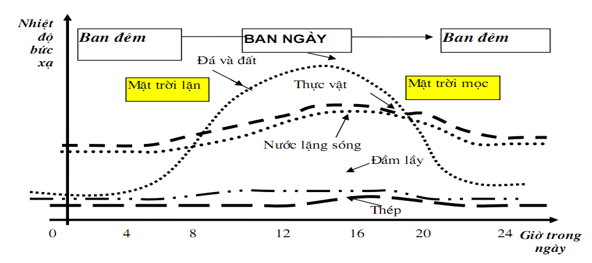 Nhiệt
độ
bức
xạ
Ban đêm
BAN NGÀY
Ban đêm
Đá và đất
Mặt trời lặn
Thực vật
Mặt trời mọc
Nước lặng sóng
Đầm lầy
Thép
0 4 8 12 16 20 24 Giờ trong
ngày